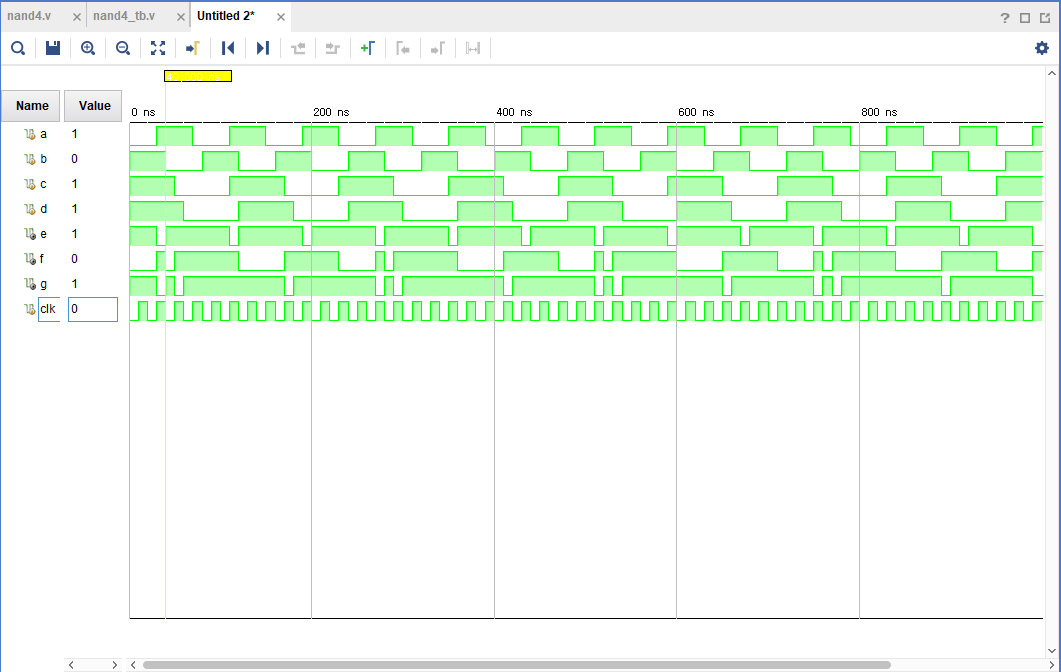 nand4.v × nand4_tb.v × Untitled 2* ×
?
Name Value
0 ns 200 ns 400 ns 600 ns 800 ns
a 1
b 0
c 1
d 1
e 1
f 0
g 1
clk 0